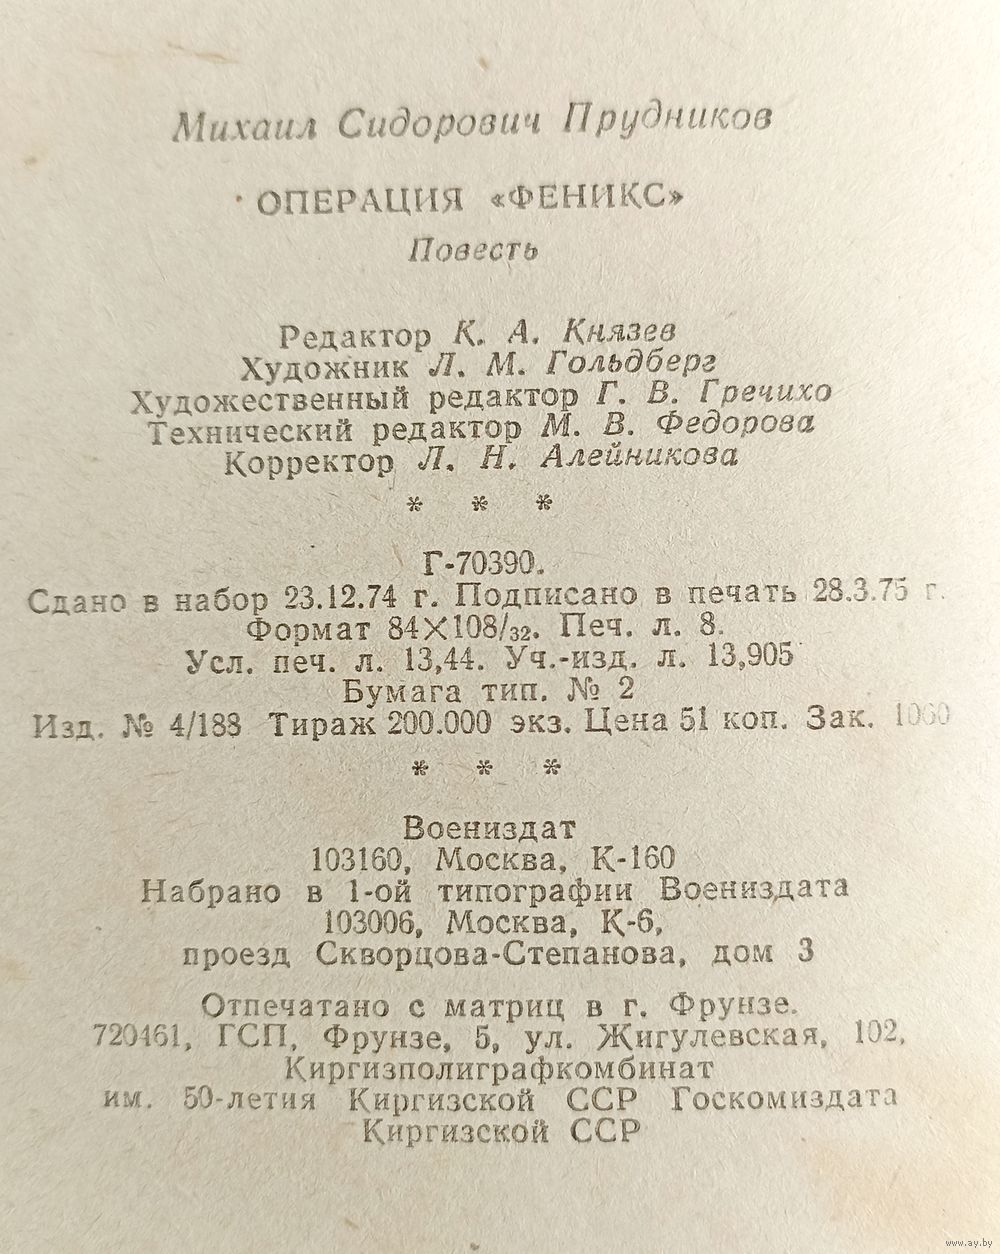 Михаил Сидорович Прудников
ОПЕРАЦИЯ «ФЕНИКС»
Повесть
Редактор К. А. Князев
Художник Л. М. Гольдберг
Художественный редактор Г. В. Гречихо
Технический редактор М. В. Федорова
Корректор Л. Н. Алейникова
* * *
Г-70390.
Сдано в набор 23.12.74 г. Подписано в печать 28.3.75 г.
Формат 84×108/32. Печ. л. 8.
Усл. печ. л. 13,44. Уч.-изд. л. 13,905
Бумага тип. № 2
Изд. № 4/188 Тираж 200.000 экз. Цена 51 коп. Зак.
* * *
Воениздат
103160, Москва, К-160
Набрано в 1-ой типографии Воениздата
103006, Москва, К-6,
проезд Скворцова-Степанова, дом 3
Отпечатано с матриц в г. Фрунзе.
720461, ГСП, Фрунзе, 5, ул. Жигулевская, 102,
Киргизполиграфкомбинат
им. 50-летия Киргизской ССР Госкомиздата
Киргизской ССР
www.ay.by